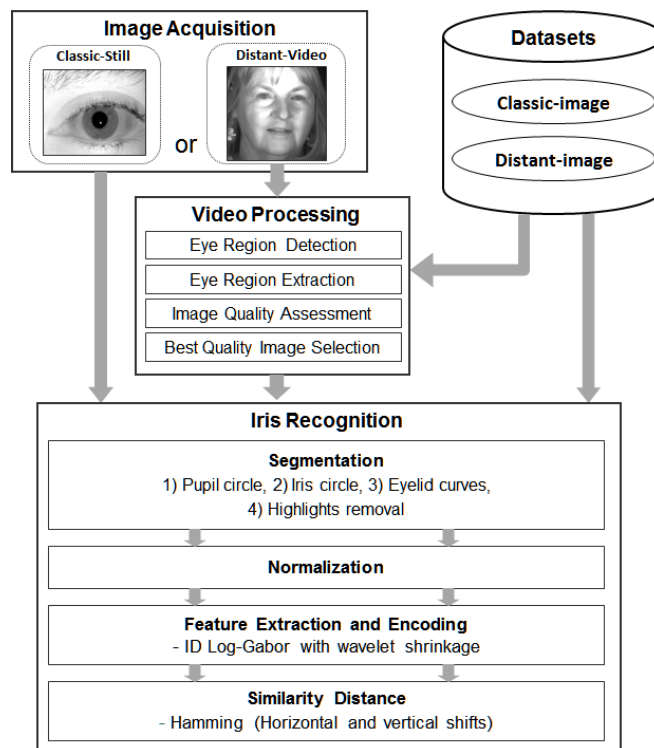 Image Acquisition
Classic-Still
Distant-Video
or
Datasets
Classic-image
Distant-image
Video Processing
Eye Region Detection
Eye Region Extraction
Image Quality Assessment
Best Quality Image Selection
Iris Recognition
Segmentation
1) Pupil circle, 2) Iris circle, 3) Eyelid curves,
4) Highlights removal
Normalization
Feature Extraction and Encoding
- ID Log-Gabor with wavelet shrinkage
Similarity Distance
- Hamming (Horizontal and vertical shifts)